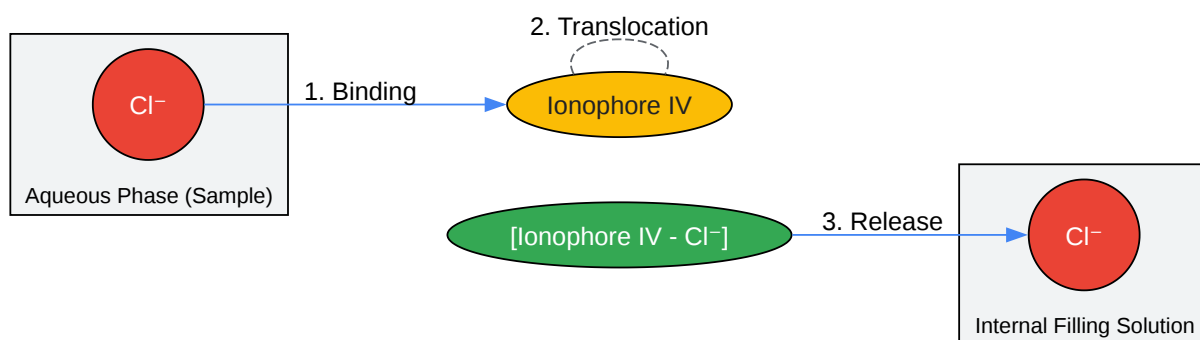 2. Translocation
Cl⁻
1. Binding
Ionophore IV
Aqueous Phase (Sample)
[Ionophore IV - Cl⁻]
3. Release
Cl⁻
Internal Filling Solution